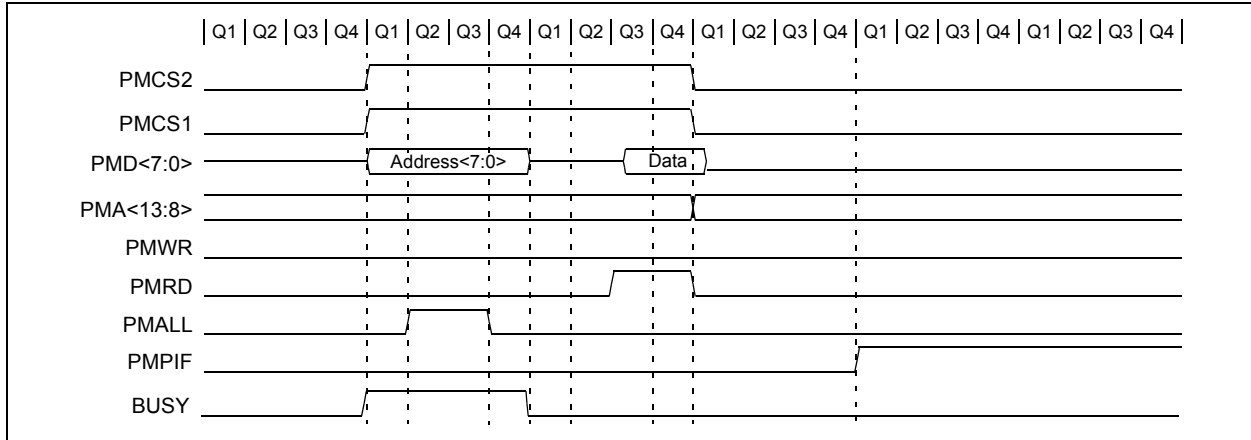 Q1 Q2 Q3 Q4 Q1 Q2 Q3 Q4 Q1 Q2 Q3 Q4 Q1 Q2 Q3 Q4 Q1 Q2 Q3 Q4 Q1 Q2 Q3 Q4
PMCS2
PMCS1
PMD<7:0> Address<7:0> Data
PMA<13:8>
PMWR
PMRD
PMALL
PMPIF
BUSY